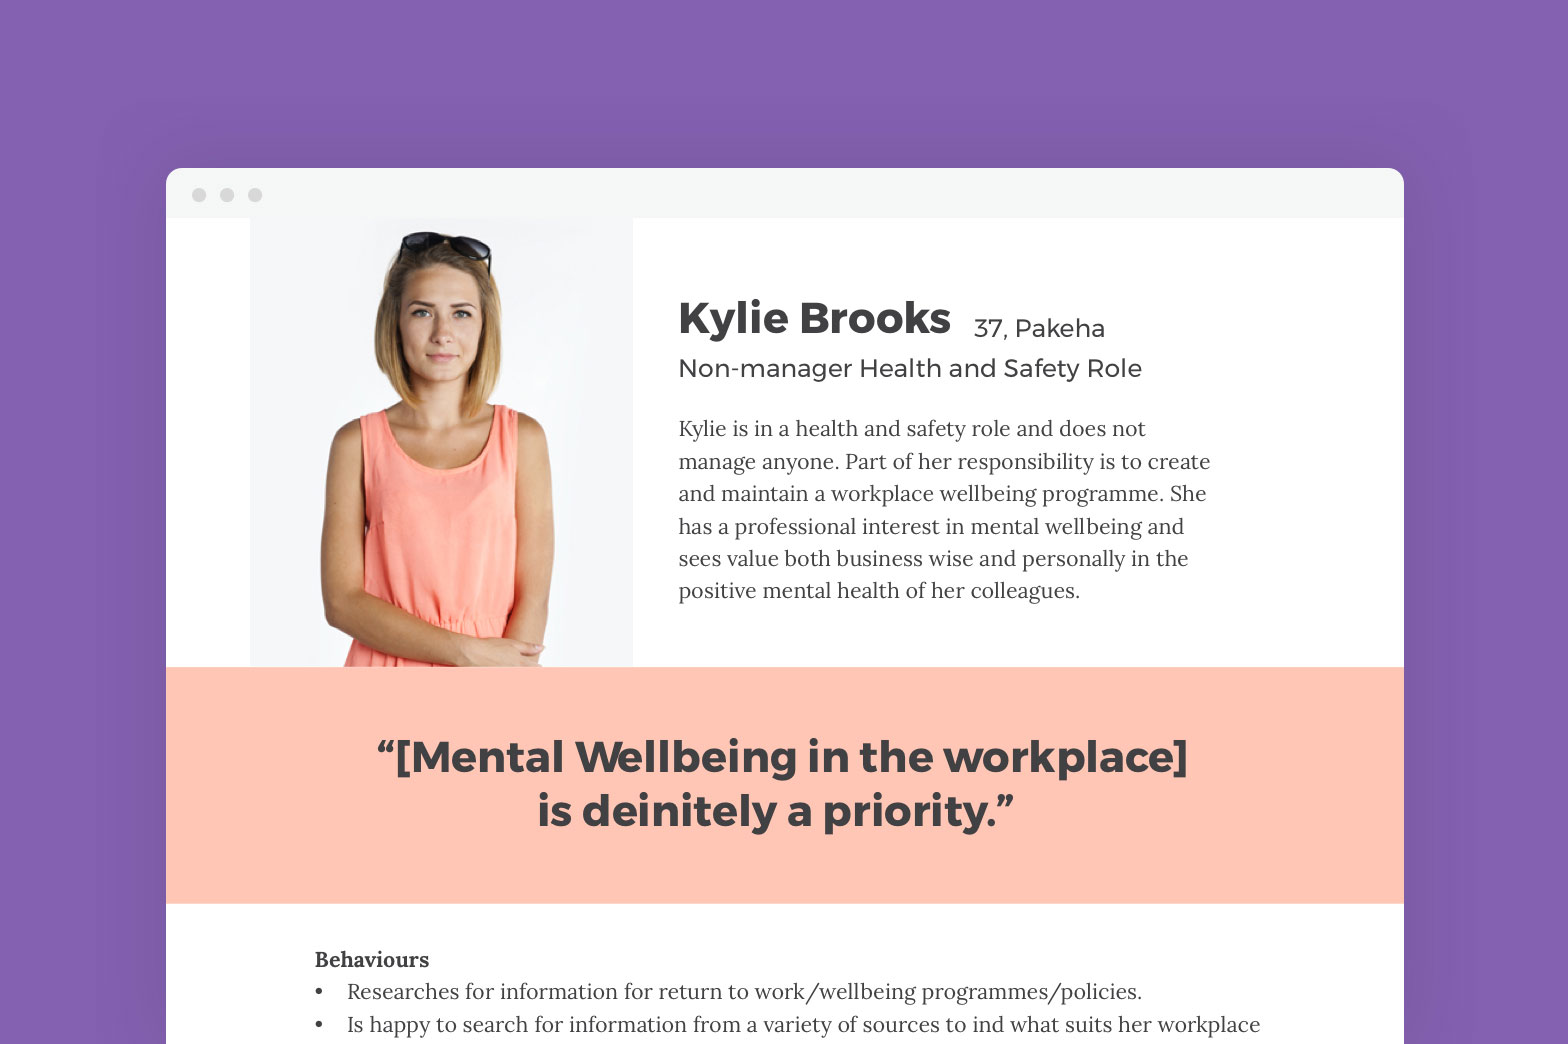 Kylie Brooks 37, Pakeha
Non-manager Health and Safety Role
Kylie is in a health and safety role and does not
manage anyone. Part of her responsibility is to create
and maintain a workplace wellbeing programme. She
has a professional interest in mental wellbeing and
sees value both business wise and personally in the
positive mental health of her colleagues.
“[Mental Wellbeing in the workplace]
is deinitely a priority.”
Behaviours
• Researches for information for return to work/wellbeing programmes/policies.
• Is happy to search for information from a variety of sources to ind what suits her workplace